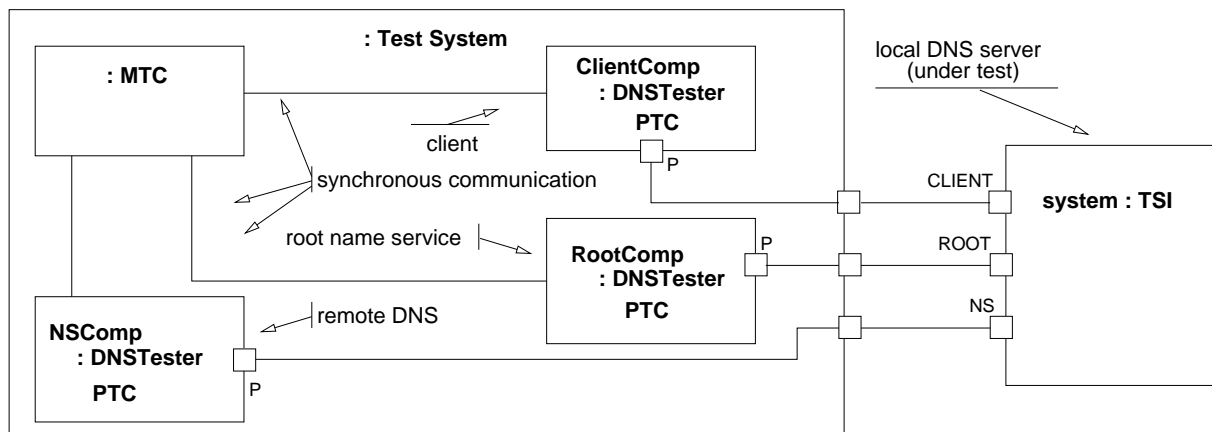 : Test System
: MTC
ClientComp
: DNSTester
PTC
P
client
synchronous communication
root name service
RootComp
: DNSTester
PTC
P
remote DNS
NSComp
: DNSTester
PTC
P
local DNS server
(under test)
CLIENT
ROOT
NS
system : TSI